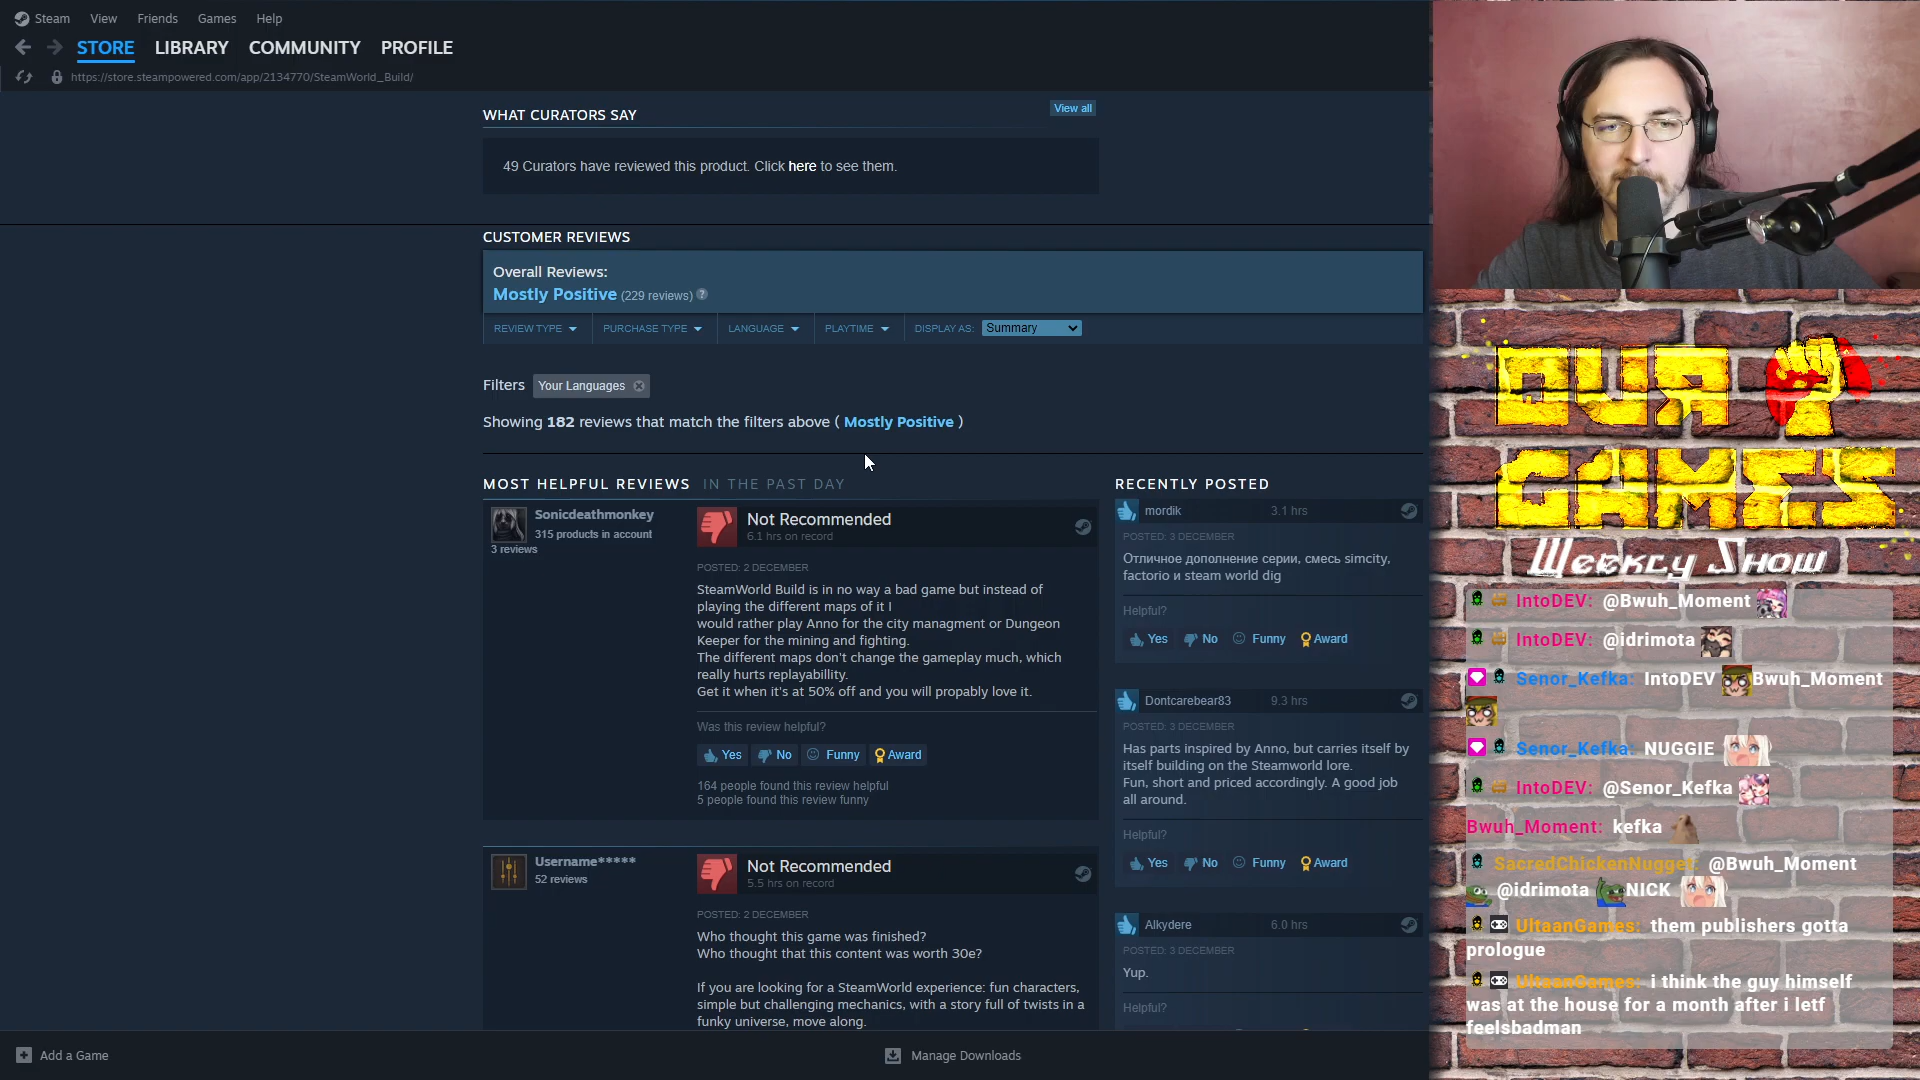 Steam View Friends Games Help
STORE LIBRARY COMMUNITY PROFILE
https://store.steampowered.com/app/2134770/SteamWorld_Build/
WHAT CURATORS SAY
View all
49 Curators have reviewed this product. Click here to see them.
CUSTOMER REVIEWS
Overall Reviews:
Mostly Positive (229 reviews) ?
REVIEW TYPE PURCHASE TYPE LANGUAGE PLAYTIME DISPLAY AS: Summary
Filters Your Languages
Showing 182 reviews that match the filters above ( Mostly Positive )
MOST HELPFUL REVIEWS IN THE PAST DAY
Sonicdeathmonkey
315 products in account
3 reviews
Not Recommended
6.1 hrs on record
POSTED: 2 DECEMBER
SteamWorld Build is in no way a bad game but instead of
playing the different maps of it I
would rather play Anno for the city managment or Dungeon
Keeper for the mining and fighting.
The different maps don't change the gameplay much, which
really hurts replayabillity.
Get it when it's at 50% off and you will propably love it.
Was this review helpful?
Yes No Funny Award
164 people found this review helpful
5 people found this review funny
Username*****
52 reviews
Not Recommended
5.5 hrs on record
POSTED: 2 DECEMBER
Who thought this game was finished?
Who thought that this content was worth 30e?
If you are looking for a SteamWorld experience: fun characters,
simple but challenging mechanics, with a story full of twists in a
funky universe, move along.
RECENTLY POSTED
mordik 3.1 hrs
POSTED: 3 DECEMBER
Отличное дополнение серии, смесь simcity,
factorio и steam world dig
Helpful?
Yes No Funny Award
Dontcarebear83 9.3 hrs
POSTED: 3 DECEMBER
Has parts inspired by Anno, but carries itself by
itself building on the Steamworld lore.
Fun, short and priced accordingly. A good job
all around.
Helpful?
Yes No Funny Award
Alkydere 6.0 hrs
POSTED: 3 DECEMBER
Yup.
Helpful?
Add a Game
Manage Downloads
OUR
GAMES
Weekly Show
IntoDEV: @Bwuh_Moment
IntoDEV: @idrimota
Senor_Kefka: IntoDEV Bwuh_Moment
Senor_Kefka: NUGGIE
IntoDEV: @Senor_Kefka
Bwuh_Moment: kefka
SacredChickenNugget: @Bwuh_Moment
@idrimota NICK
UltaanGames: them publishers gotta
prologue
UltaanGames: i think the guy himself
was at the house for a month after i letf
feelsbadman